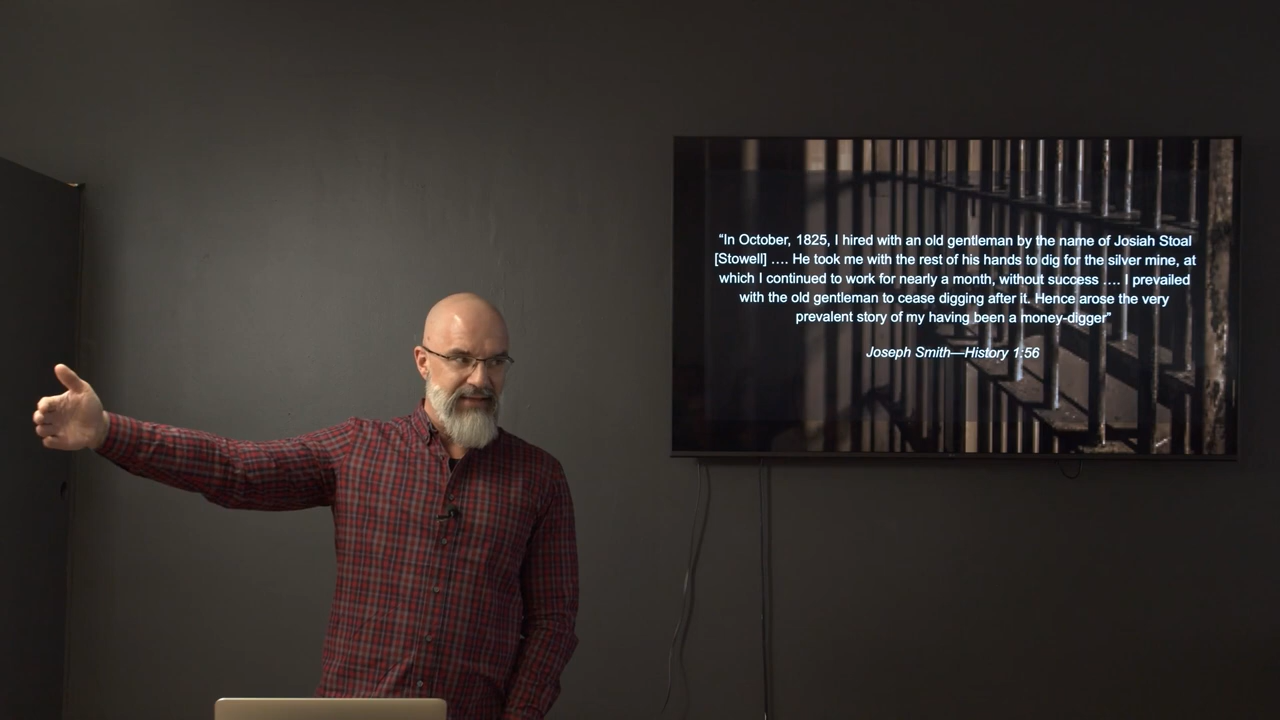 “In October, 1825, I hired with an old gentleman by the name of Josiah Stoal
[Stowell] .... He took me with the rest of his hands to dig for the silver mine, at
which I continued to work for nearly a month, without success .... I prevailed
with the old gentleman to cease digging after it. Hence arose the very
prevalent story of my having been a money-digger”
Joseph Smith—History 1:56